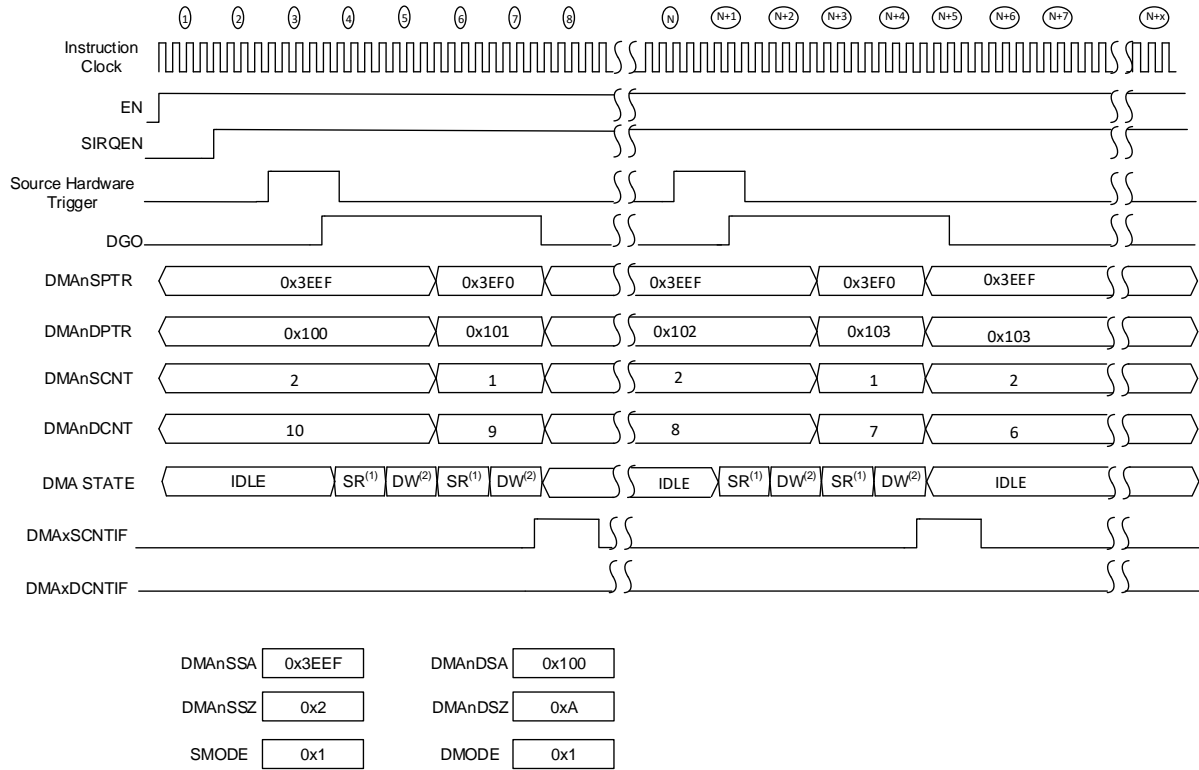 1 2 3 4 5 6 7 8 N N+1 N+2 N+3 N+4 N+5 N+6 N+7 N+x
Instruction
Clock
EN
SIRQEN
Source Hardware
Trigger
DGO
DMAnSPTR 0x3EEF 0x3EF0 0x3EEF 0x3EF0 0x3EEF
DMAnDPTR 0x100 0x101 0x102 0x103 0x103
DMAnSCNT 2 1 2 1 2
DMAnDCNT 10 9 8 7 6
DMA STATE IDLE SR(1) DW(2) SR(1) DW(2) IDLE SR(1) DW(2) SR(1) DW(2) IDLE
DMAxSCNTIF
DMAxDCNTIF
DMAnSSA 0x3EEF DMAnDSA 0x100
DMAnSSZ 0x2 DMAnDSZ 0xA
SMODE 0x1 DMODE 0x1